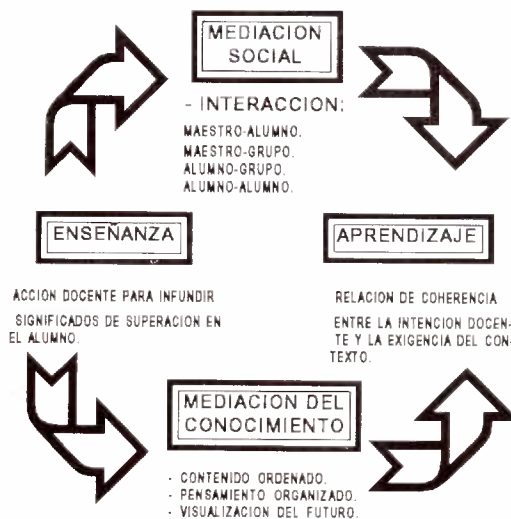 MEDIACION
SOCIAL
- INTERACCION:
MAESTRO-ALUMNO.
MAESTRO-GRUPO.
ALUMNO-GRUPO.
ALUMNO-ALUMNO.
ENSEÑANZA
ACCION DOCENTE PARA INFUNDIR
SIGNIFICADOS DE SUPERACION EN
EL ALUMNO.
APRENDIZAJE
RELACION DE COHERENCIA
ENTRE LA INTENCION DOCEN-
TE Y LA EXIGENCIA DEL CON-
TEXTO.
MEDIACION DEL
CONOCIMIENTO
- CONTENIDO ORDENADO.
- PENSAMIENTO ORGANIZADO.
- VISUALIZACION DEL FUTURO.